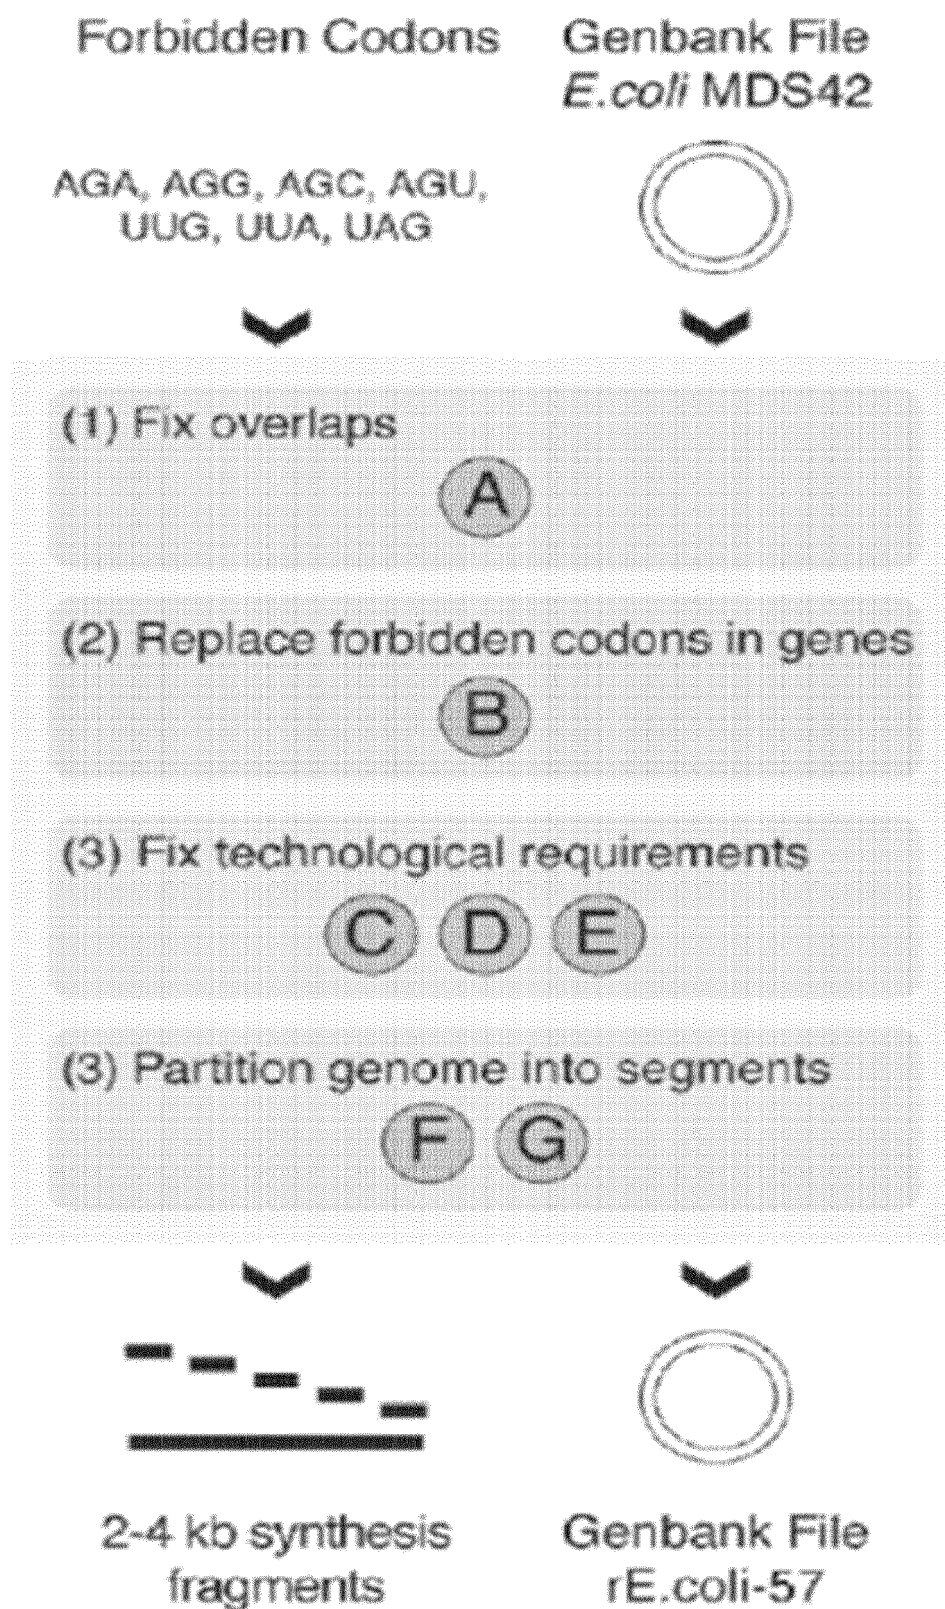 Forbidden Codons
Genbank File
E.coli MDS42
AGA, AGG, AGC, AGU,
UUG, UUA, UAG
(1) Fix overlaps
A
(2) Replace forbidden codons in genes
B
(3) Fix technological requirements
C D E
(3) Partition genome into segments
F G
2-4 kb synthesis
fragments
Genbank File
rE.coli-57